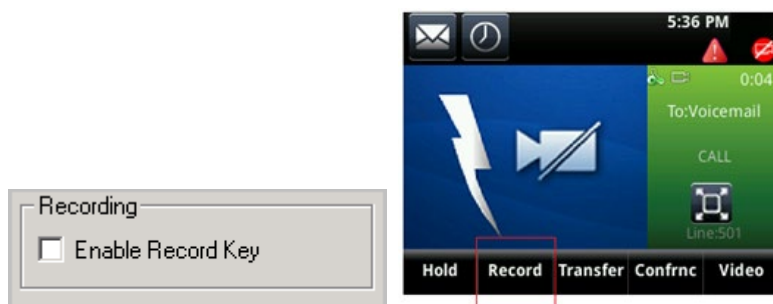 Recording
Enable Record Key
5:36 PM
0:04
To:Voicemail
CALL
Line:501
Hold Record Transfer Confrnc Video